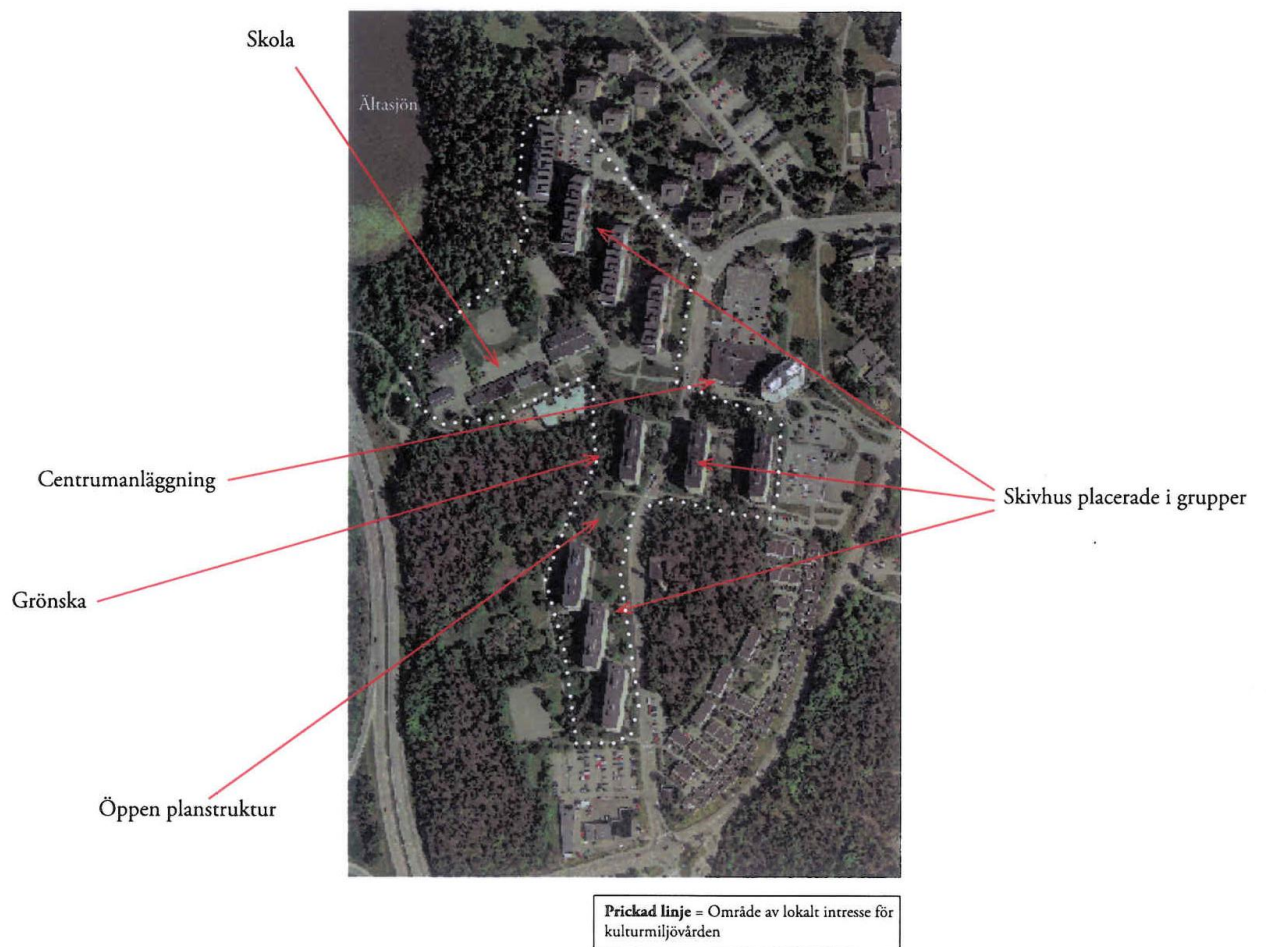 Skola
Ältasjön
Centrumanläggning
Skivhus placerade i grupper
Grönska
Öppen planstruktur
Prickad linje = Område av lokalt intresse för
kulturmiljövården